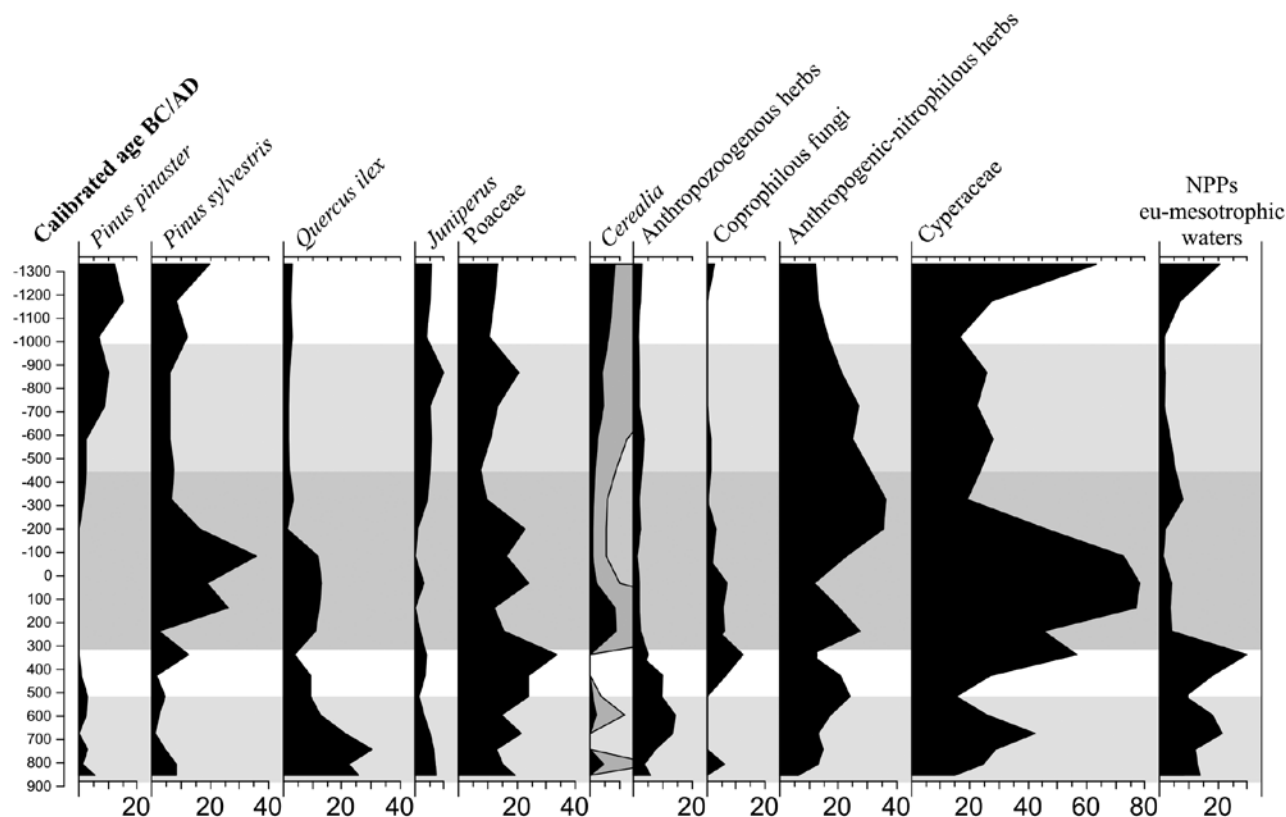 Calibrated age BC/AD
Pinus pinaster
Pinus sylvestris
Quercus ilex
Juniperus
Poaceae
Cerealia
Anthropozoogenous herbs
Coprophilous fungi
Anthropogenic-nitrophilous herbs
Cyperaceae
NPPs
eu-mesotrophic
waters
-1300
-1200
-1100
-1000
-900
-800
-700
-600
-500
-400
-300
-200
-100
0
100
200
300
400
500
600
700
800
900
20 20 40 20 40 20 20 20 20 20 40 20 40 60 80 20